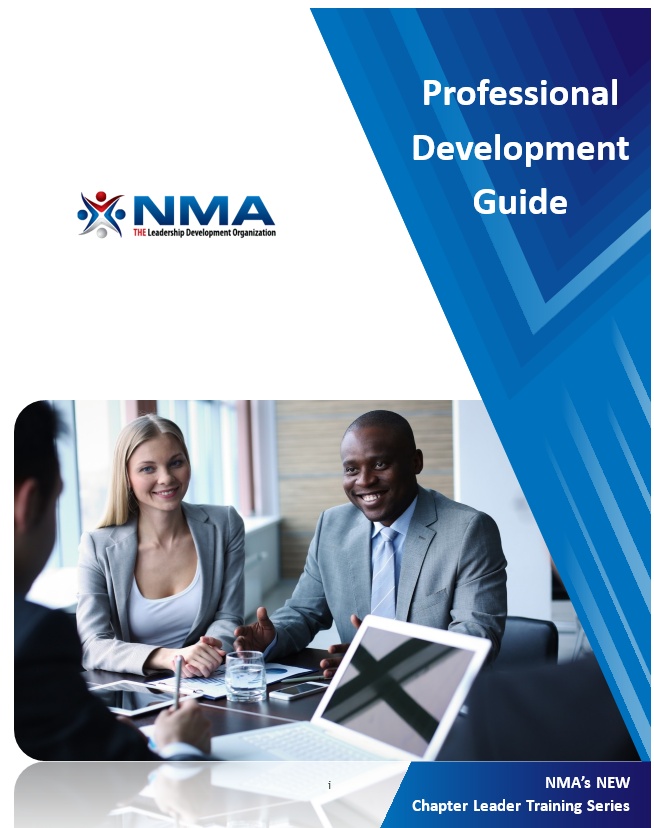 Professional
Development
Guide
NMA
THE Leadership Development Organization
i
NMA’s NEW
Chapter Leader Training Series